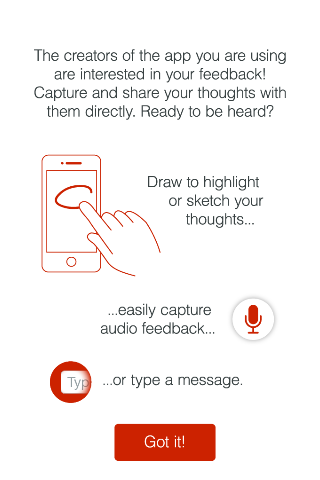 The creators of the app you are using
are interested in your feedback!
Capture and share your thoughts with
them directly. Ready to be heard?
Draw to highlight
or sketch your
thoughts...
...easily capture
audio feedback...
Typ
...or type a message.
Got it!